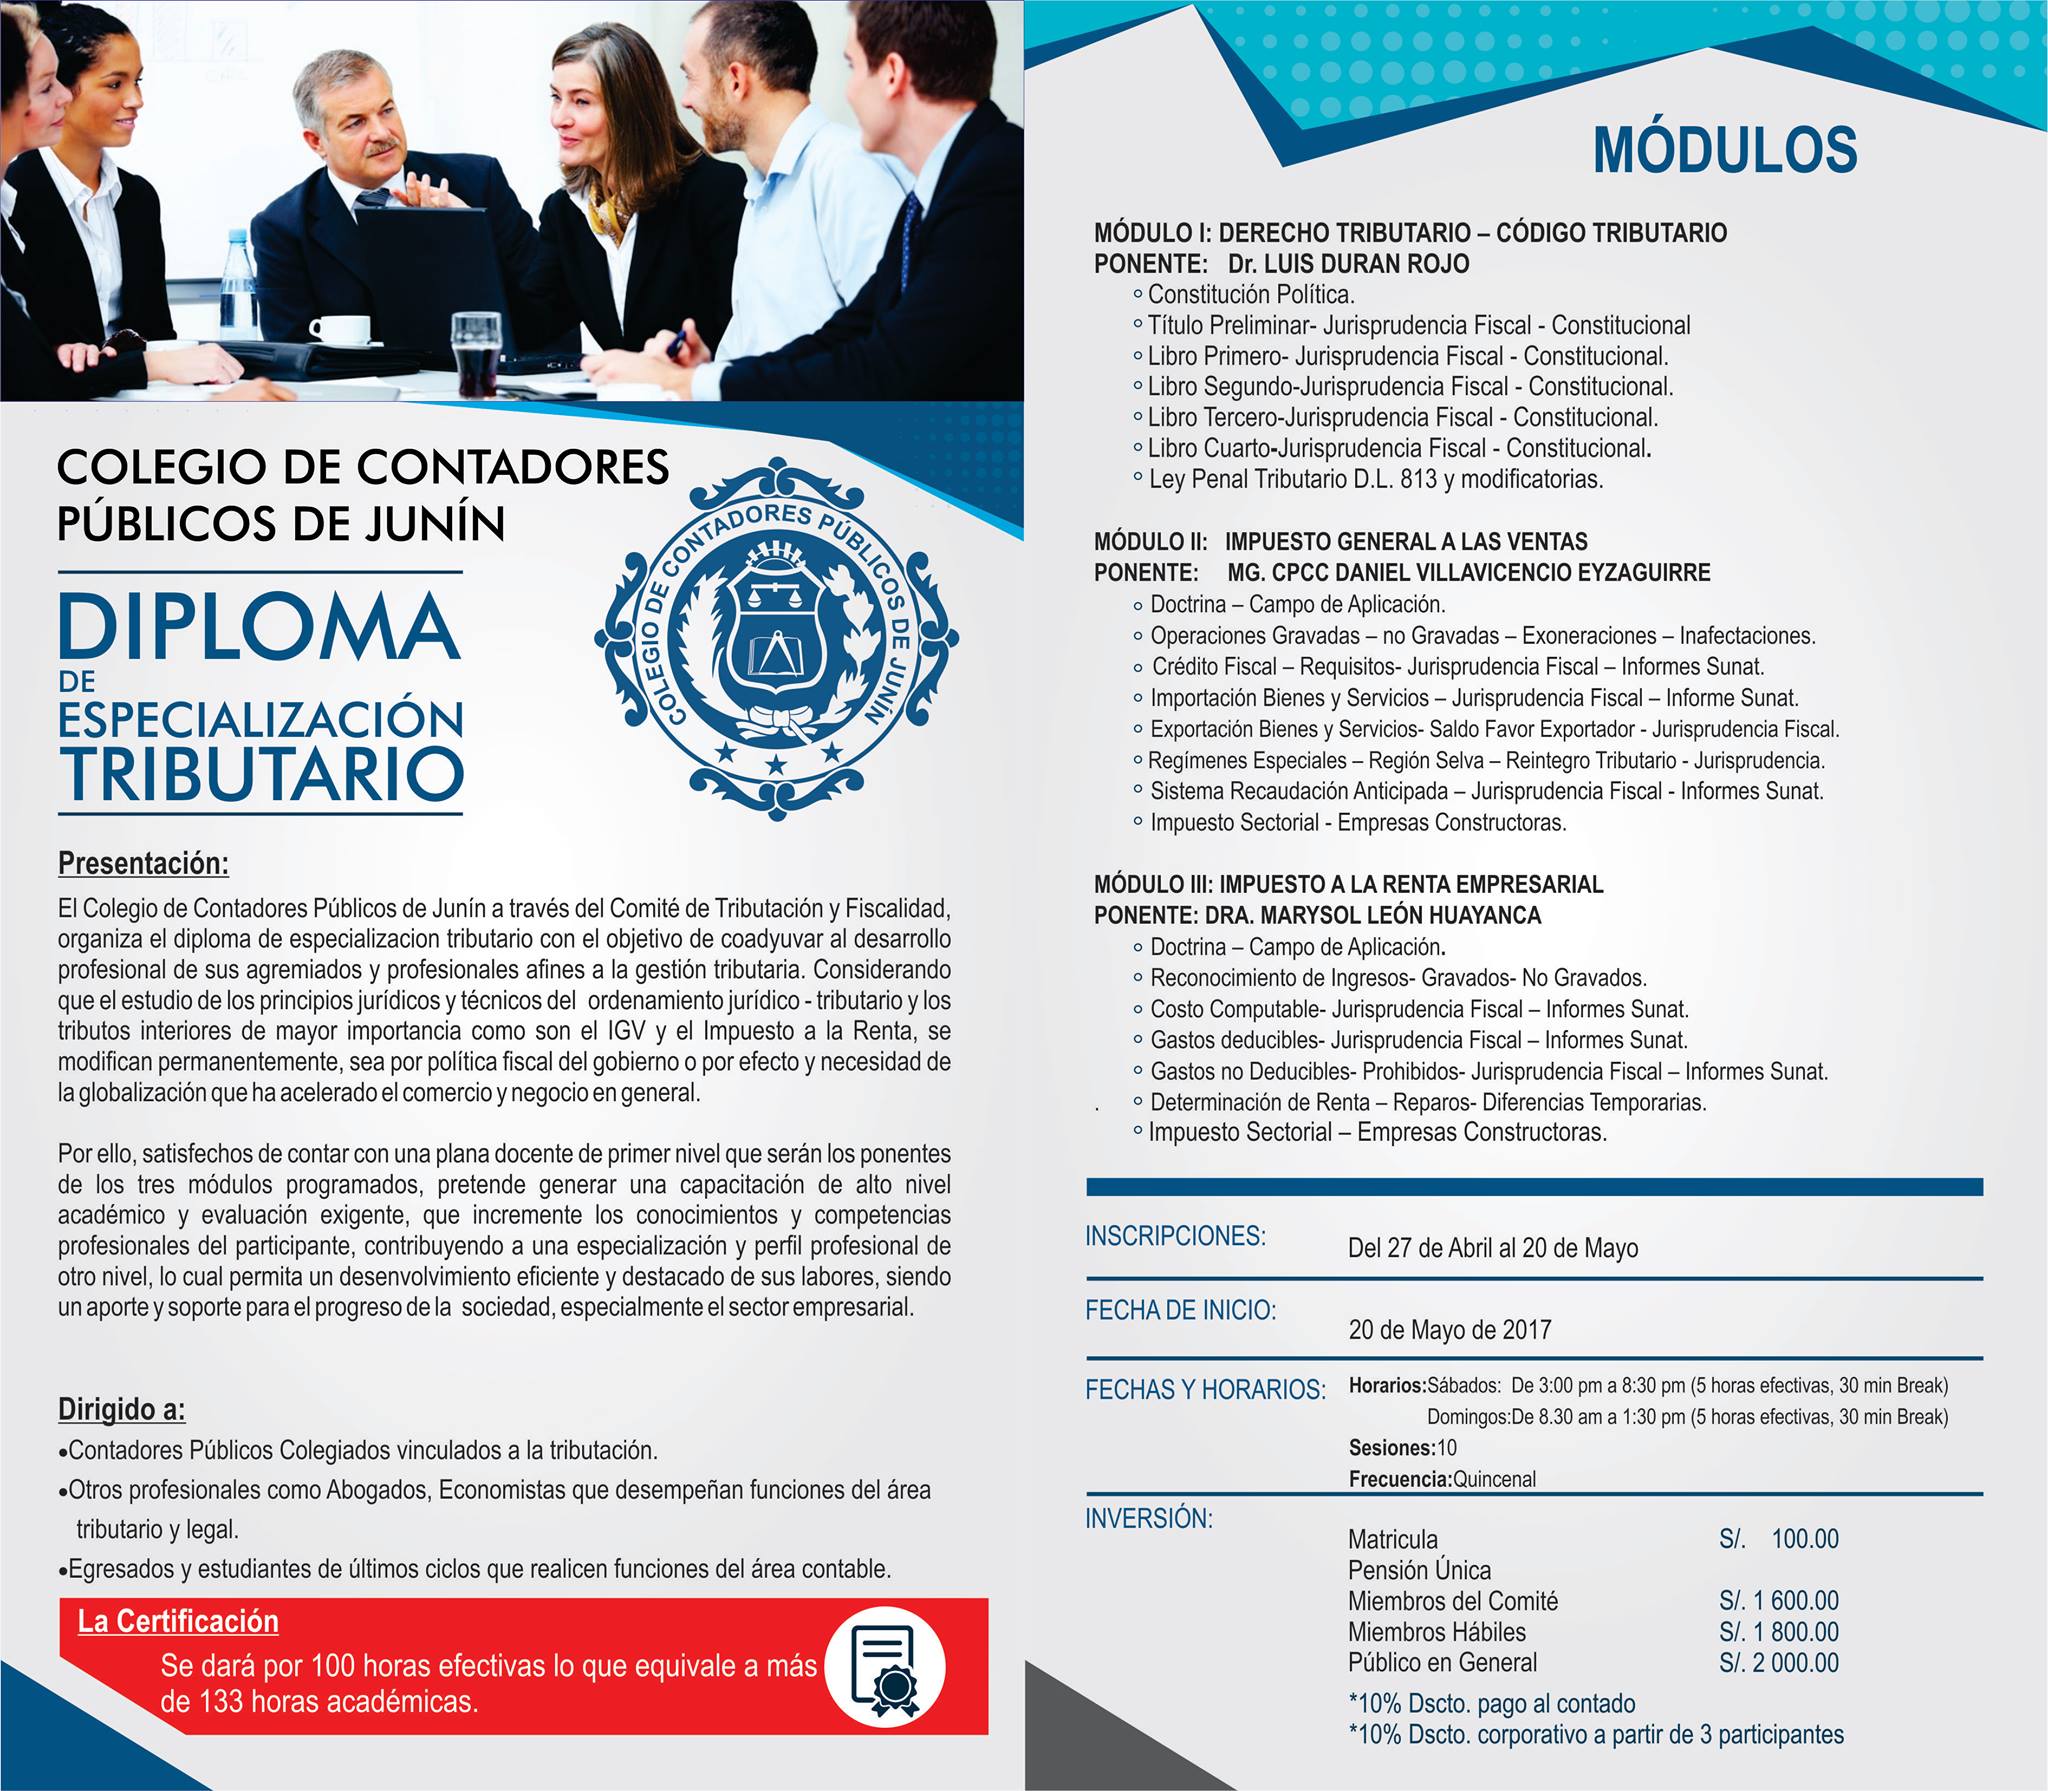 COLEGIO DE CONTADORES
PÚBLICOS DE JUNÍN
DIPLOMA
DE
ESPECIALIZACIÓN
TRIBUTARIO
COLEGIO DE CONTADORES PÚBLICOS DE JUNÍN
Presentación:
El Colegio de Contadores Públicos de Junín a través del Comité de Tributación y Fiscalidad,
organiza el diploma de especializacion tributario con el objetivo de coadyuvar al desarrollo
profesional de sus agremiados y profesionales afines a la gestión tributaria. Considerando
que el estudio de los principios jurídicos y técnicos del ordenamiento jurídico - tributario y los
tributos interiores de mayor importancia como son el IGV y el Impuesto a la Renta, se
modifican permanentemente, sea por política fiscal del gobierno o por efecto y necesidad de
la globalización que ha acelerado el comercio y negocio en general.
Por ello, satisfechos de contar con una plana docente de primer nivel que serán los ponentes
de los tres módulos programados, pretende generar una capacitación de alto nivel
académico y evaluación exigente, que incremente los conocimientos y competencias
profesionales del participante, contribuyendo a una especialización y perfil profesional de
otro nivel, lo cual permita un desenvolvimiento eficiente y destacado de sus labores, siendo
un aporte y soporte para el progreso de la sociedad, especialmente el sector empresarial.
Dirigido a:
•Contadores Públicos Colegiados vinculados a la tributación.
•Otros profesionales como Abogados, Economistas que desempeñan funciones del área
tributario y legal.
•Egresados y estudiantes de últimos ciclos que realicen funciones del área contable.
La Certificación
Se dará por 100 horas efectivas lo que equivale a más
de 133 horas académicas.
MÓDULOS
MÓDULO I: DERECHO TRIBUTARIO – CÓDIGO TRIBUTARIO
PONENTE: Dr. LUIS DURAN ROJO
◦ Constitución Política.
◦ Título Preliminar- Jurisprudencia Fiscal - Constitucional
◦ Libro Primero- Jurisprudencia Fiscal - Constitucional.
◦ Libro Segundo-Jurisprudencia Fiscal - Constitucional.
◦ Libro Tercero-Jurisprudencia Fiscal - Constitucional.
◦ Libro Cuarto-Jurisprudencia Fiscal - Constitucional.
◦ Ley Penal Tributario D.L. 813 y modificatorias.
MÓDULO II: IMPUESTO GENERAL A LAS VENTAS
PONENTE: MG. CPCC DANIEL VILLAVICENCIO EYZAGUIRRE
◦ Doctrina – Campo de Aplicación.
◦ Operaciones Gravadas – no Gravadas – Exoneraciones – Inafectaciones.
◦ Crédito Fiscal – Requisitos- Jurisprudencia Fiscal – Informes Sunat.
◦ Importación Bienes y Servicios – Jurisprudencia Fiscal – Informe Sunat.
◦ Exportación Bienes y Servicios- Saldo Favor Exportador - Jurisprudencia Fiscal.
◦ Regímenes Especiales – Región Selva – Reintegro Tributario - Jurisprudencia.
◦ Sistema Recaudación Anticipada – Jurisprudencia Fiscal - Informes Sunat.
◦ Impuesto Sectorial - Empresas Constructoras.
MÓDULO III: IMPUESTO A LA RENTA EMPRESARIAL
PONENTE: DRA. MARYSOL LEÓN HUAYANCA
◦ Doctrina – Campo de Aplicación.
◦ Reconocimiento de Ingresos- Gravados- No Gravados.
◦ Costo Computable- Jurisprudencia Fiscal – Informes Sunat.
◦ Gastos deducibles- Jurisprudencia Fiscal – Informes Sunat.
◦ Gastos no Deducibles- Prohibidos- Jurisprudencia Fiscal – Informes Sunat.
. ◦ Determinación de Renta – Reparos- Diferencias Temporarias.
◦ Impuesto Sectorial – Empresas Constructoras.
INSCRIPCIONES: Del 27 de Abril al 20 de Mayo
FECHA DE INICIO: 20 de Mayo de 2017
FECHAS Y HORARIOS: Horarios:Sábados: De 3:00 pm a 8:30 pm (5 horas efectivas, 30 min Break)
Domingos:De 8.30 am a 1:30 pm (5 horas efectivas, 30 min Break)
Sesiones:10
Frecuencia:Quincenal
INVERSIÓN:
Matricula S/. 100.00
Pensión Única
Miembros del Comité S/. 1 600.00
Miembros Hábiles S/. 1 800.00
Público en General S/. 2 000.00
*10% Dscto. pago al contado
*10% Dscto. corporativo a partir de 3 participantes